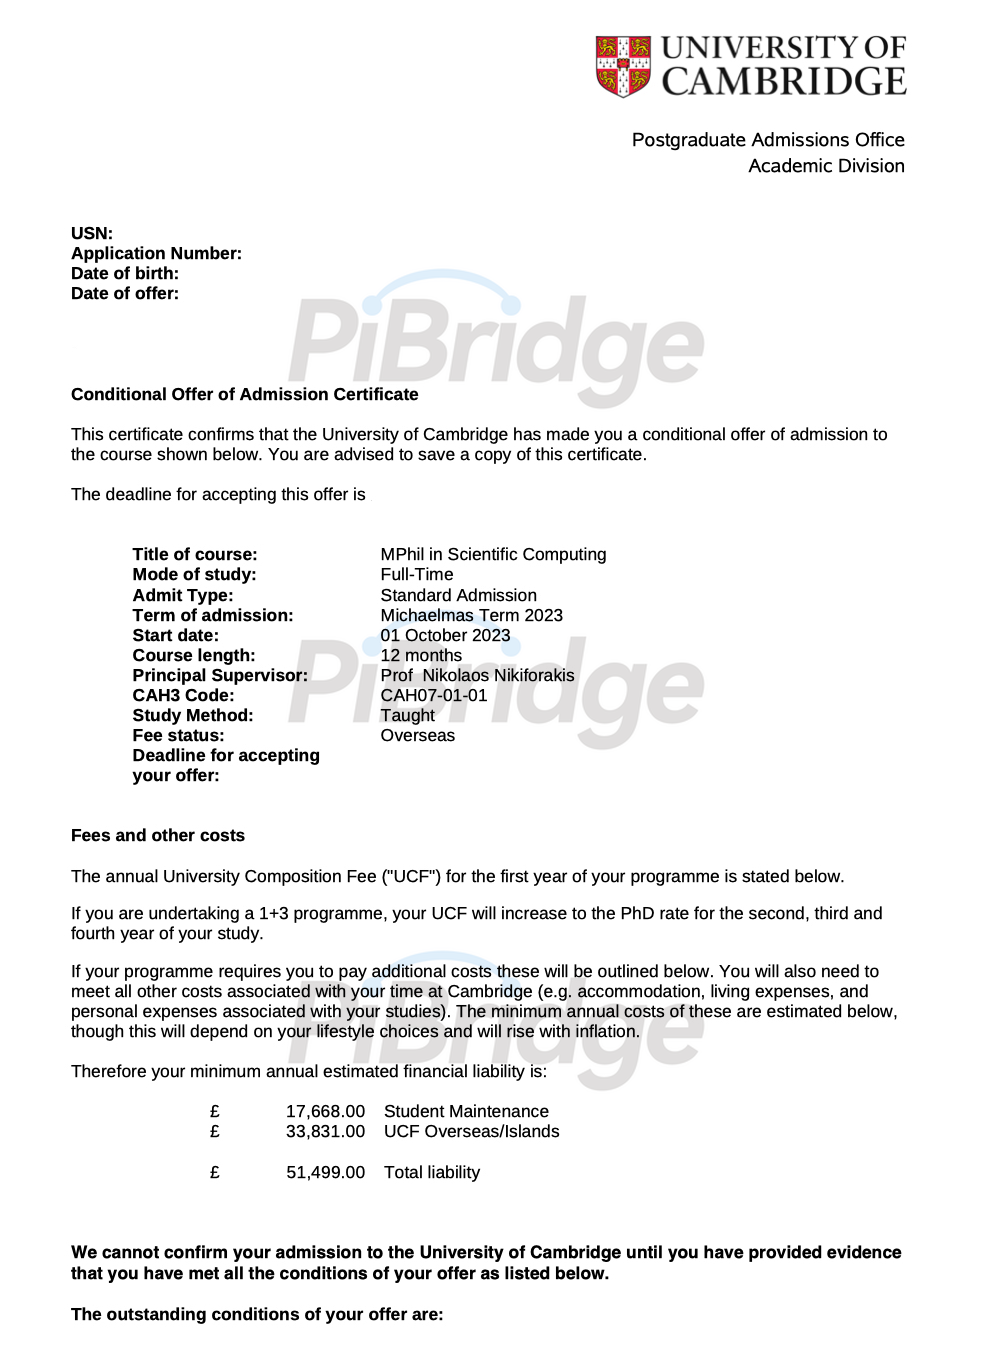 UNIVERSITY OF
CAMBRIDGE
Postgraduate Admissions Office
Academic Division
USN:
Application Number:
Date of birth:
Date of offer:
PiBridge
Conditional Offer of Admission Certificate
This certificate confirms that the University of Cambridge has made you a conditional offer of admission to
the course shown below. You are advised to save a copy of this certificate.
The deadline for accepting this offer is
Title of course: MPhil in Scientific Computing
Mode of study: Full-Time
Admit Type: Standard Admission
Term of admission: Michaelmas Term 2023
Start date: 01 October 2023
Course length: 12 months
Principal Supervisor: Prof Nikolaos Nikiforakis
PiBridge
CAH3 Code: CAH07-01-01
Study Method: Taught
Fee status: Overseas
Deadline for accepting
your offer:
Fees and other costs
The annual University Composition Fee ("UCF") for the first year of your programme is stated below.
If you are undertaking a 1+3 programme, your UCF will increase to the PhD rate for the second, third and
fourth year of your study.
If your programme requires you to pay additional costs these will be outlined below. You will also need to
meet all other costs associated with your time at Cambridge (e.g. accommodation, living expenses, and
personal expenses associated with your studies). The minimum annual costs of these are estimated below,
though this will depend on your lifestyle choices and will rise with inflation.
PiBridge
Therefore your minimum annual estimated financial liability is:
£ 17,668.00 Student Maintenance
£ 33,831.00 UCF Overseas/Islands
£ 51,499.00 Total liability
We cannot confirm your admission to the University of Cambridge until you have provided evidence
that you have met all the conditions of your offer as listed below.
The outstanding conditions of your offer are: